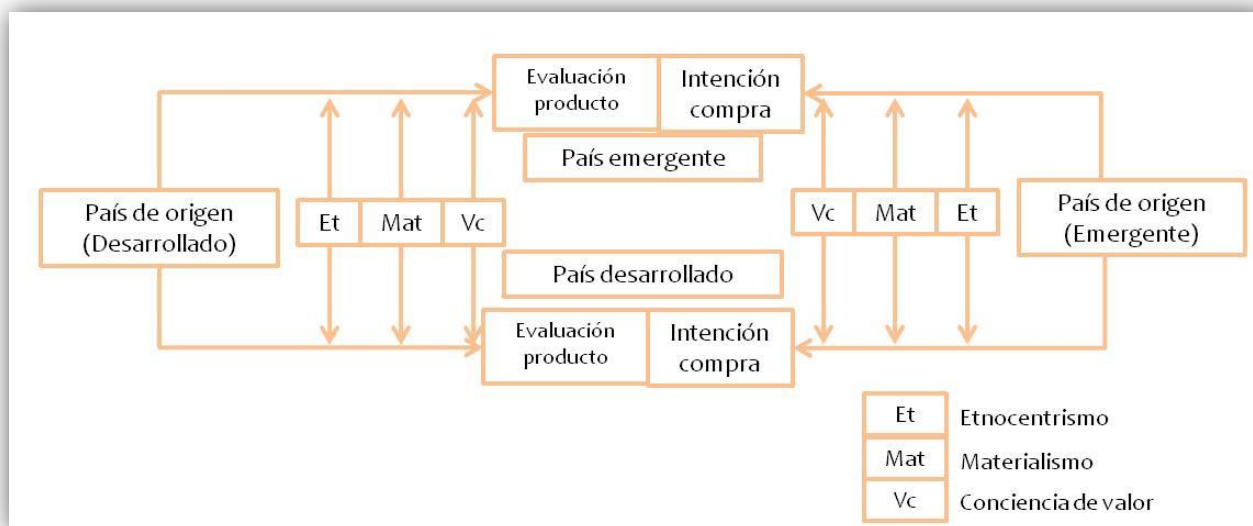 Evaluación
producto
Intención
compra
País emergente
País de origen
(Desarrollado)
Et
Mat
Vc
Vc
Mat
Et
País de origen
(Emergente)
País desarrollado
Evaluación
producto
Intención
compra
Et
Etnocentrismo
Mat
Materialismo
Vc
Conciencia de valor